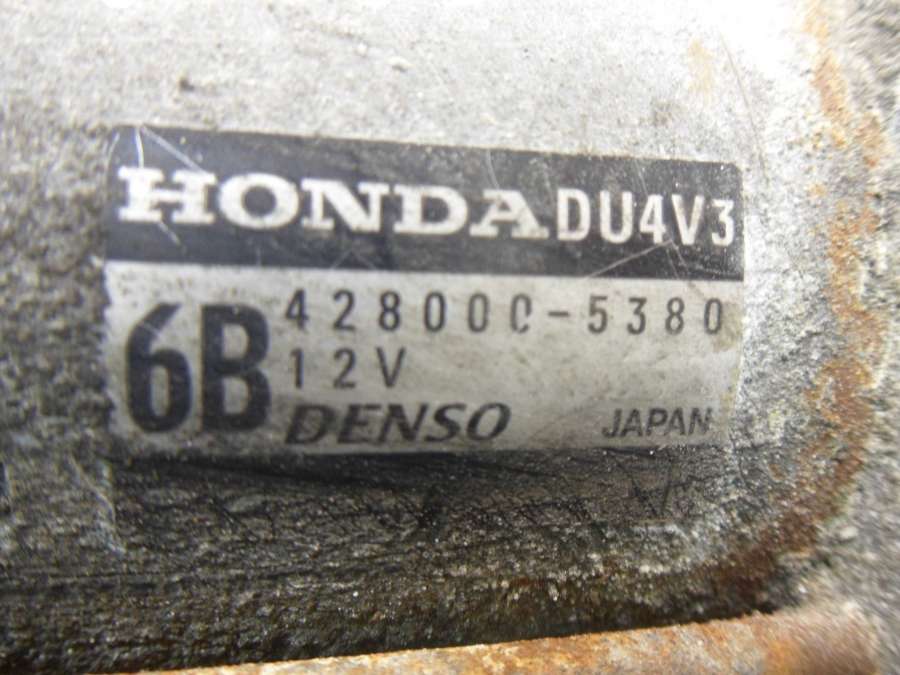 HONDA DU4V3
6B 428000-5380
12V
DENSO JAPAN